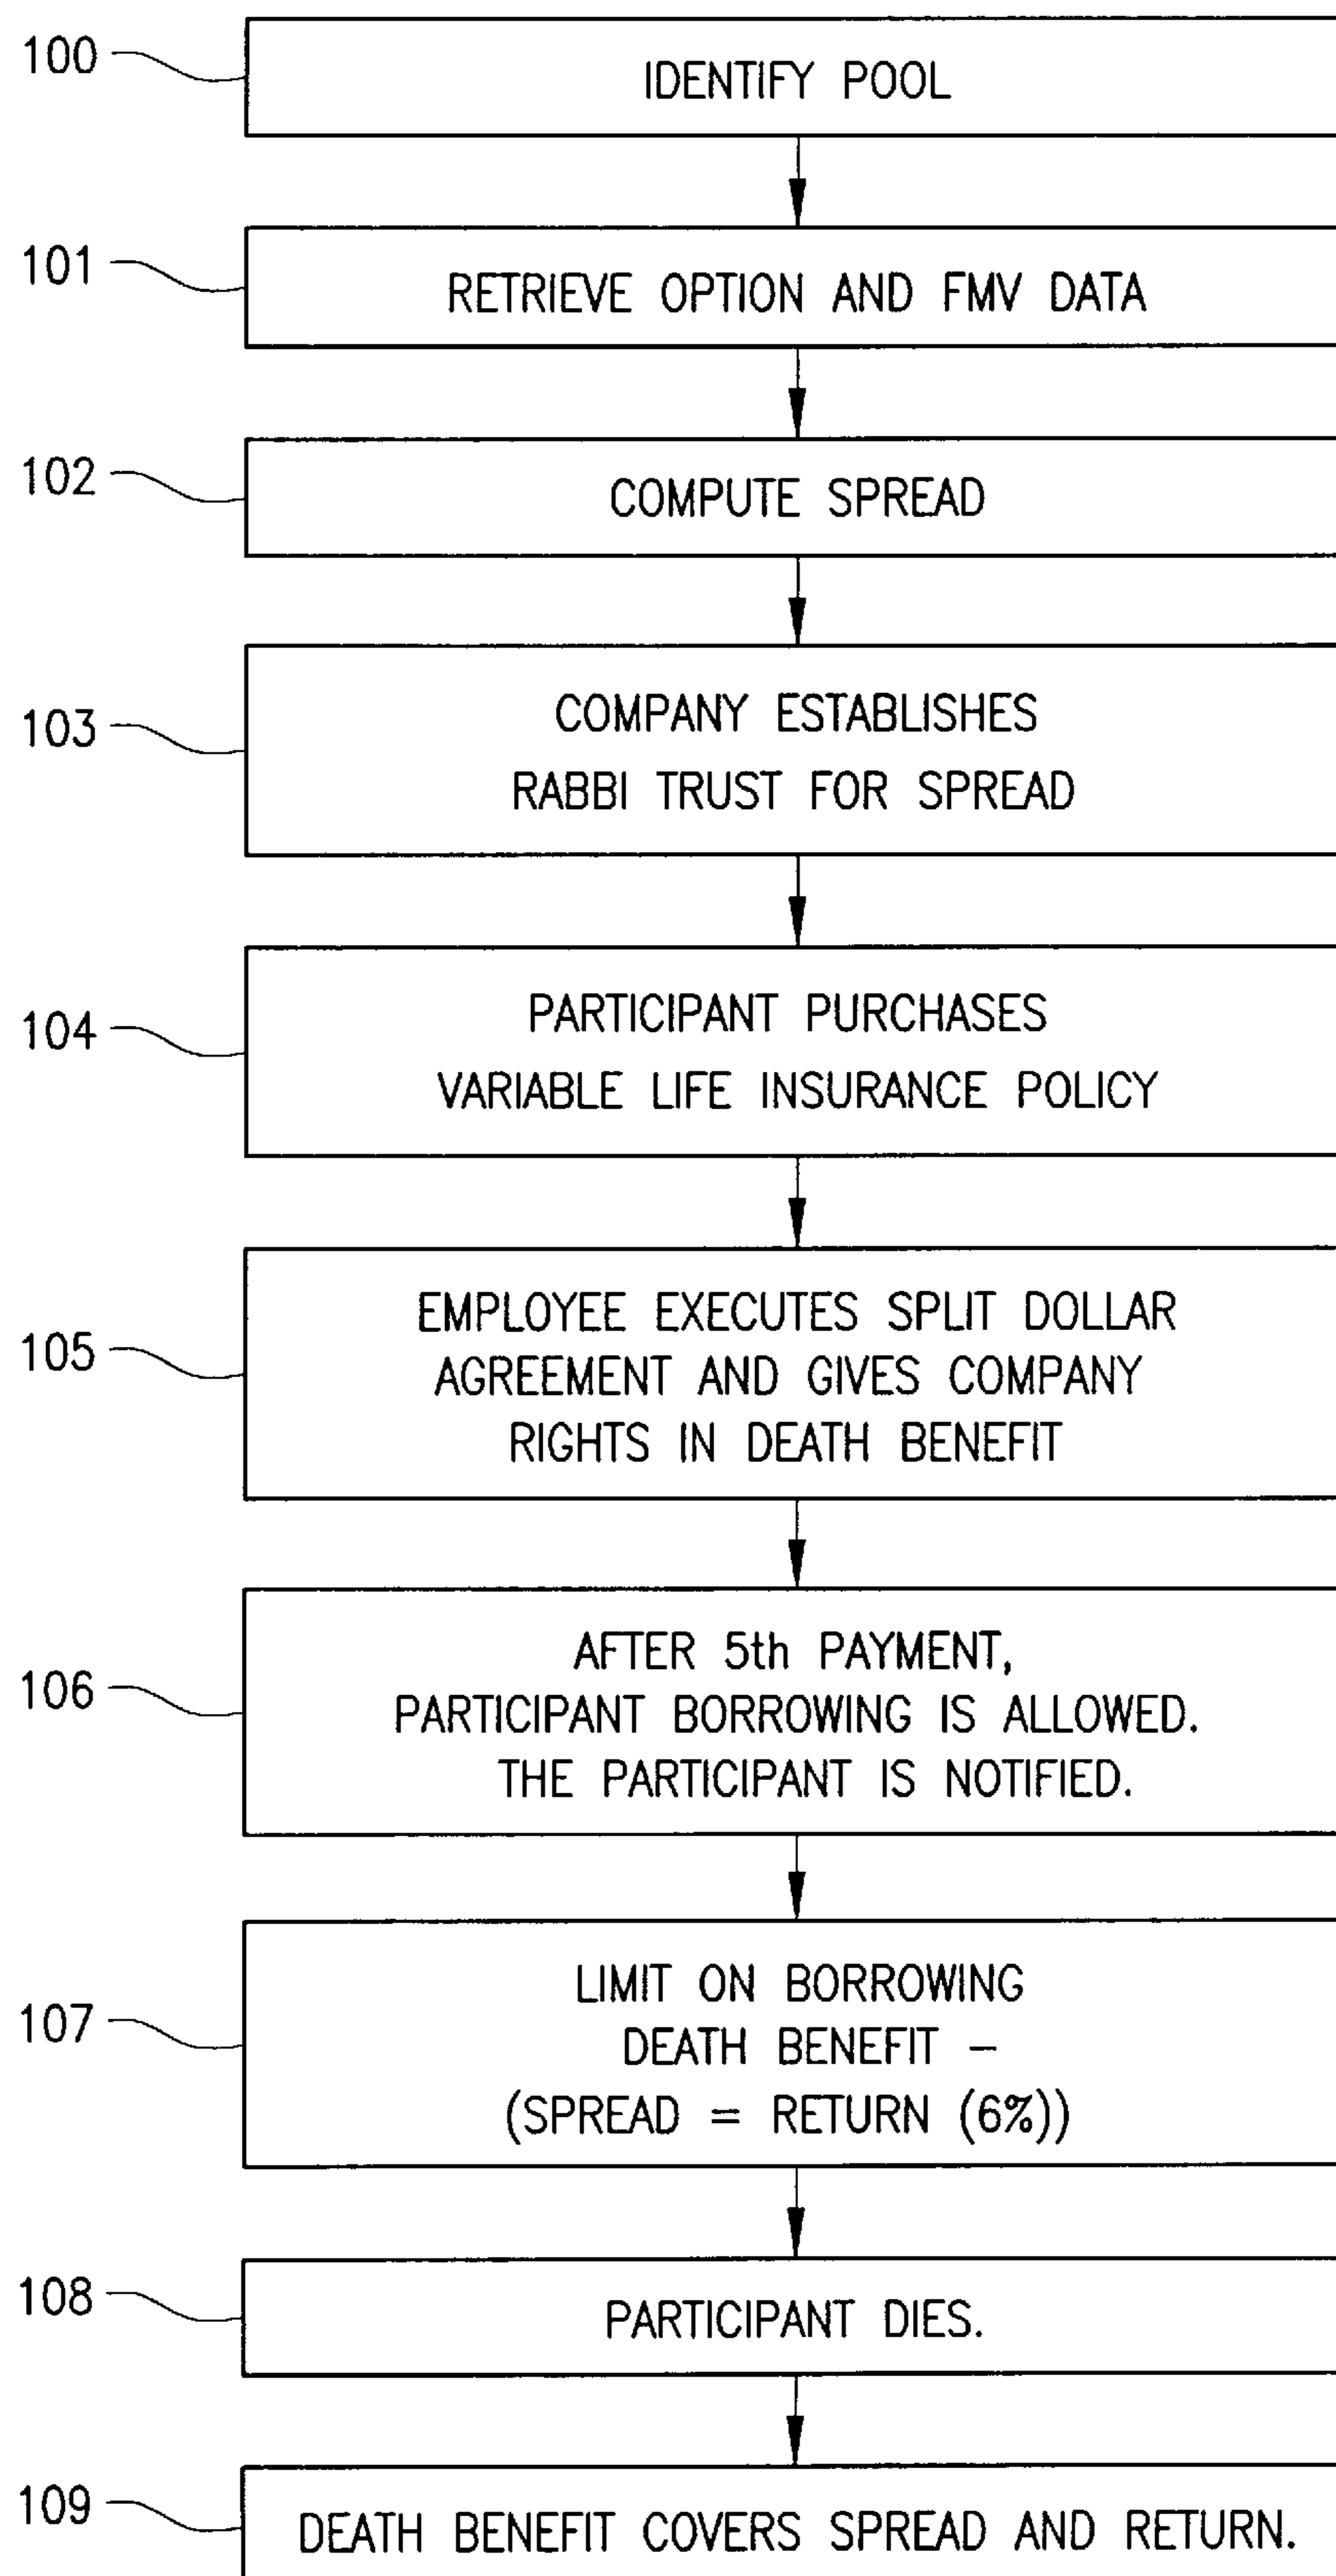 100
IDENTIFY POOL
101
RETRIEVE OPTION AND FMV DATA
102
COMPUTE SPREAD
103
COMPANY ESTABLISHES
RABBI TRUST FOR SPREAD
104
PARTICIPANT PURCHASES
VARIABLE LIFE INSURANCE POLICY
105
EMPLOYEE EXECUTES SPLIT DOLLAR
AGREEMENT AND GIVES COMPANY
RIGHTS IN DEATH BENEFIT
106
AFTER 5th PAYMENT,
PARTICIPANT BORROWING IS ALLOWED.
THE PARTICIPANT IS NOTIFIED.
107
LIMIT ON BORROWING
DEATH BENEFIT –
(SPREAD = RETURN (6%))
108
PARTICIPANT DIES.
109
DEATH BENEFIT COVERS SPREAD AND RETURN.